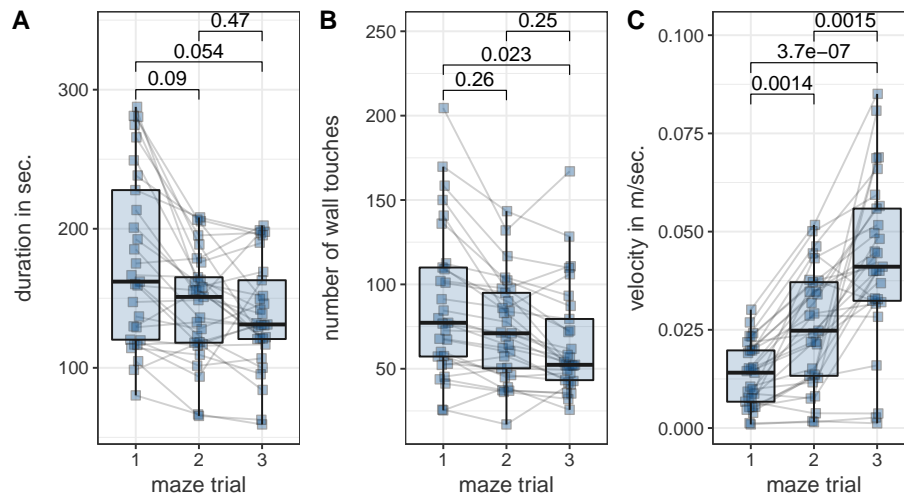 A
duration in sec.
300
200
100
0.47
0.054
0.09
1 2 3
maze trial
B
number of wall touches
250
200
150
100
50
0.25
0.023
0.26
1 2 3
maze trial
C
velocity in m/sec.
0.100
0.075
0.050
0.025
0.000
0.0015
3.7e−07
0.0014
1 2 3
maze trial